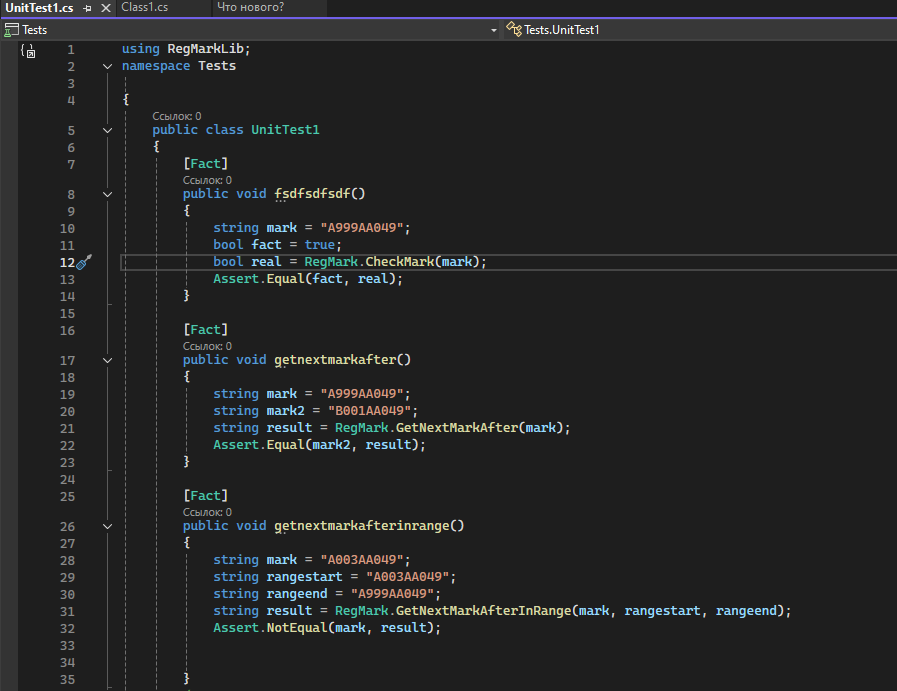 UnitTest1.cs Class1.cs Что нового?
Tests Tests.UnitTest1
1 using RegMarkLib;
2 namespace Tests
3
4 {
Ссылок: 0
5 public class UnitTest1
6 {
7 [Fact]
Ссылок: 0
8 public void fsdfsdfsdf()
9 {
10 string mark = "A999AA049";
11 bool fact = true;
12 bool real = RegMark.CheckMark(mark);
13 Assert.Equal(fact, real);
14 }
15
16 [Fact]
Ссылок: 0
17 public void getnextmarkafter()
18 {
19 string mark = "A999AA049";
20 string mark2 = "B001AA049";
21 string result = RegMark.GetNextMarkAfter(mark);
22 Assert.Equal(mark2, result);
23 }
24
25 [Fact]
Ссылок: 0
26 public void getnextmarkafterinrange()
27 {
28 string mark = "A003AA049";
29 string rangestart = "A003AA049";
30 string rangeend = "A999AA049";
31 string result = RegMark.GetNextMarkAfterInRange(mark, rangestart, rangeend);
32 Assert.NotEqual(mark, result);
33
34
35 }